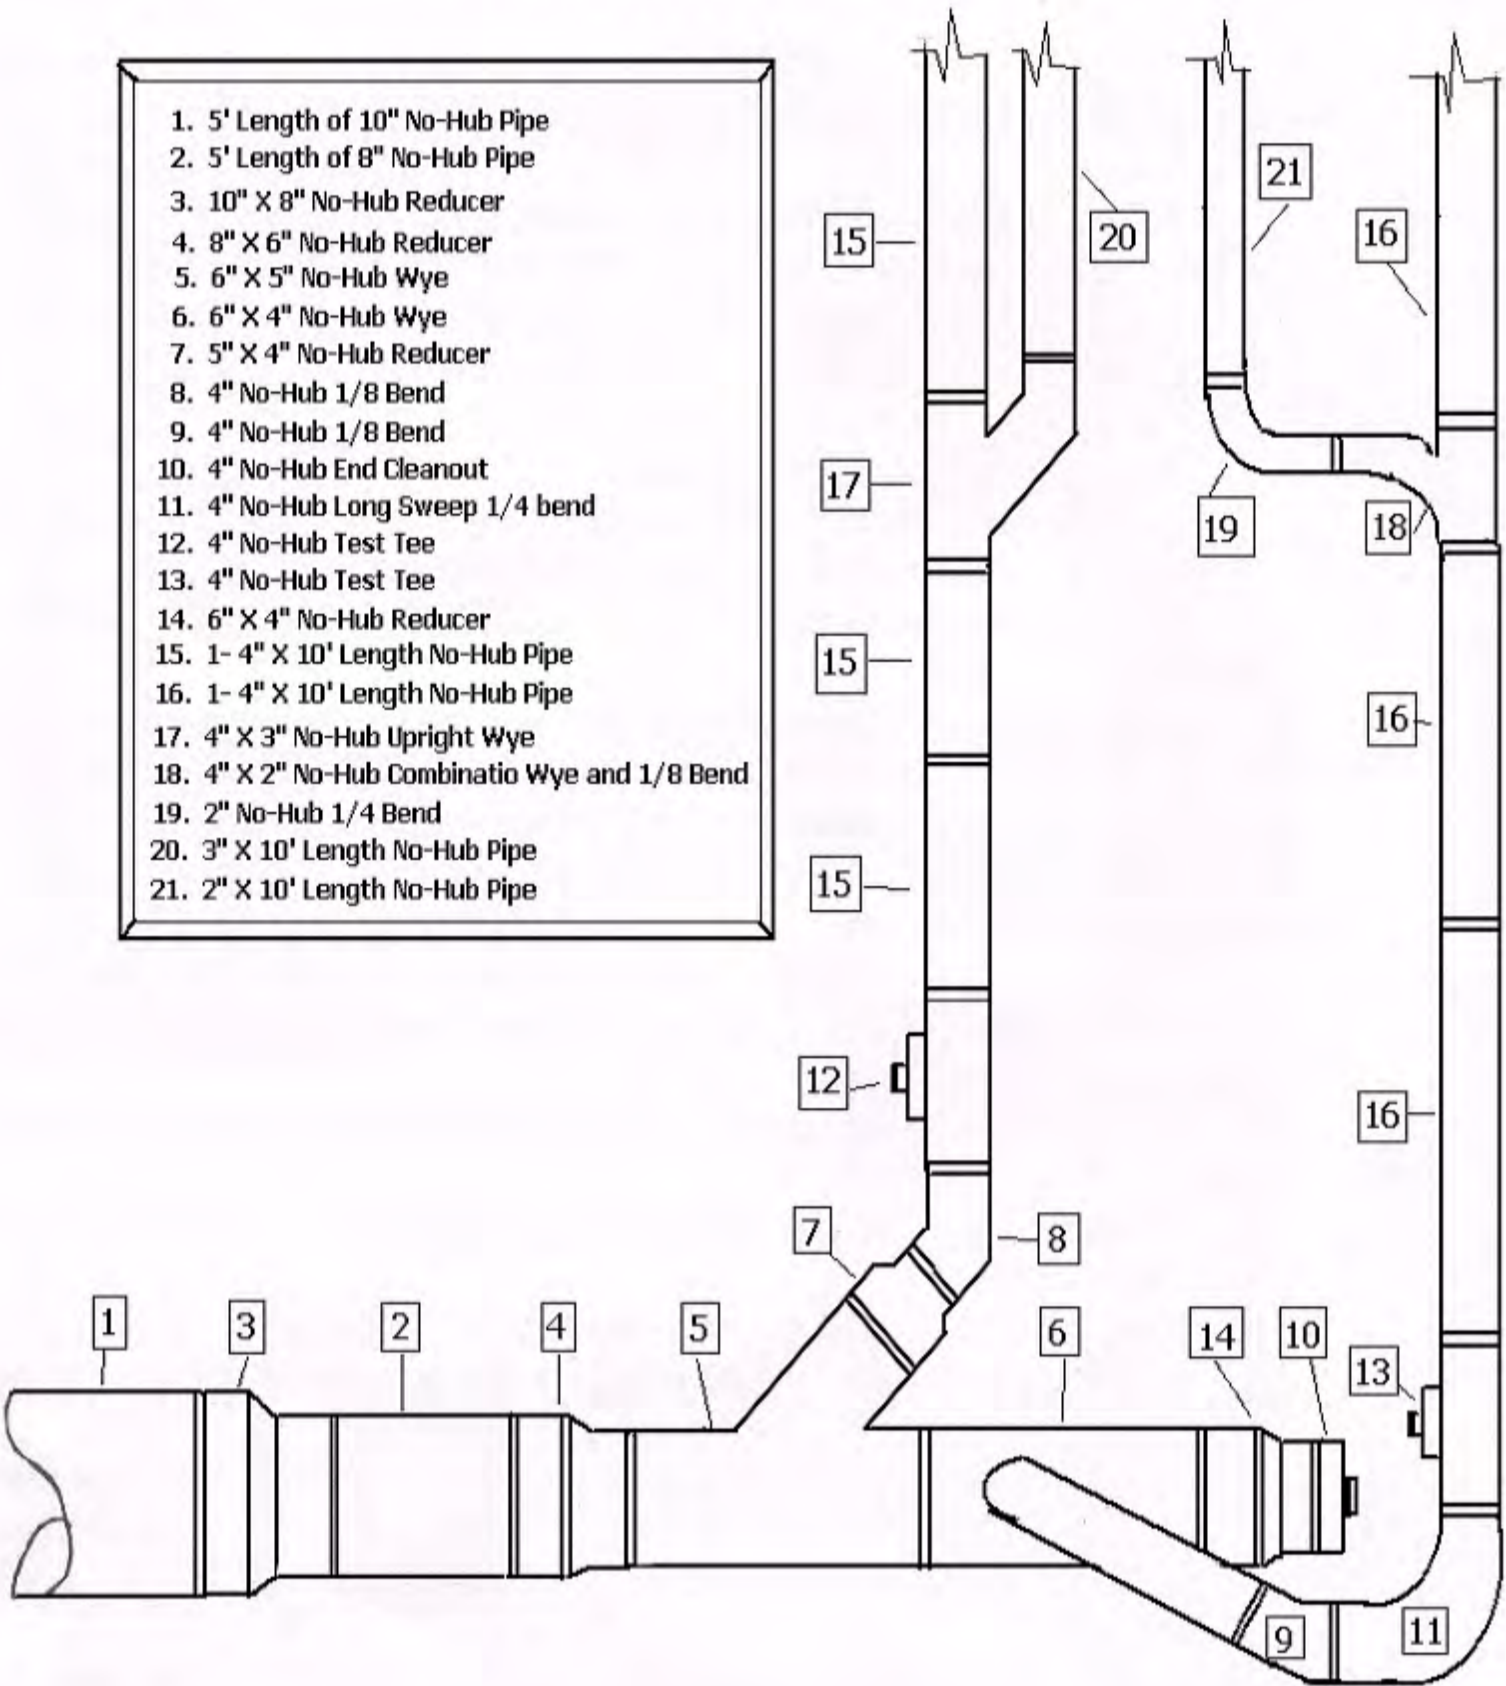 1. 5' Length of 10" No-Hub Pipe
2. 5' Length of 8" No-Hub Pipe
3. 10" X 8" No-Hub Reducer
4. 8" X 6" No-Hub Reducer
5. 6" X 5" No-Hub Wye
6. 6" X 4" No-Hub Wye
7. 5" X 4" No-Hub Reducer
8. 4" No-Hub 1/8 Bend
9. 4" No-Hub 1/8 Bend
10. 4" No-Hub End Cleanout
11. 4" No-Hub Long Sweep 1/4 bend
12. 4" No-Hub Test Tee
13. 4" No-Hub Test Tee
14. 6" X 4" No-Hub Reducer
15. 1- 4" X 10' Length No-Hub Pipe
16. 1- 4" X 10' Length No-Hub Pipe
17. 4" X 3" No-Hub Upright Wye
18. 4" X 2" No-Hub Combinatio Wye and 1/8 Bend
19. 2" No-Hub 1/4 Bend
20. 3" X 10' Length No-Hub Pipe
21. 2" X 10' Length No-Hub Pipe
21
15
20
16
17
19
18
15
16
15
12
16
7
8
1
3
2
4
5
6
14
10
13
9
11